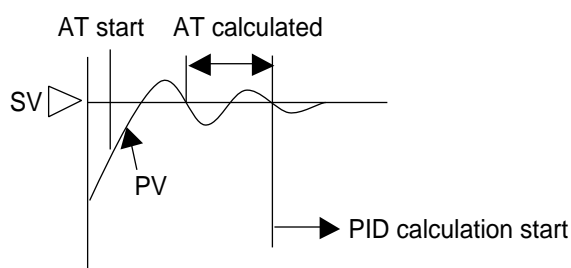 AT start
AT calculated
SV
PV
PID calculation start